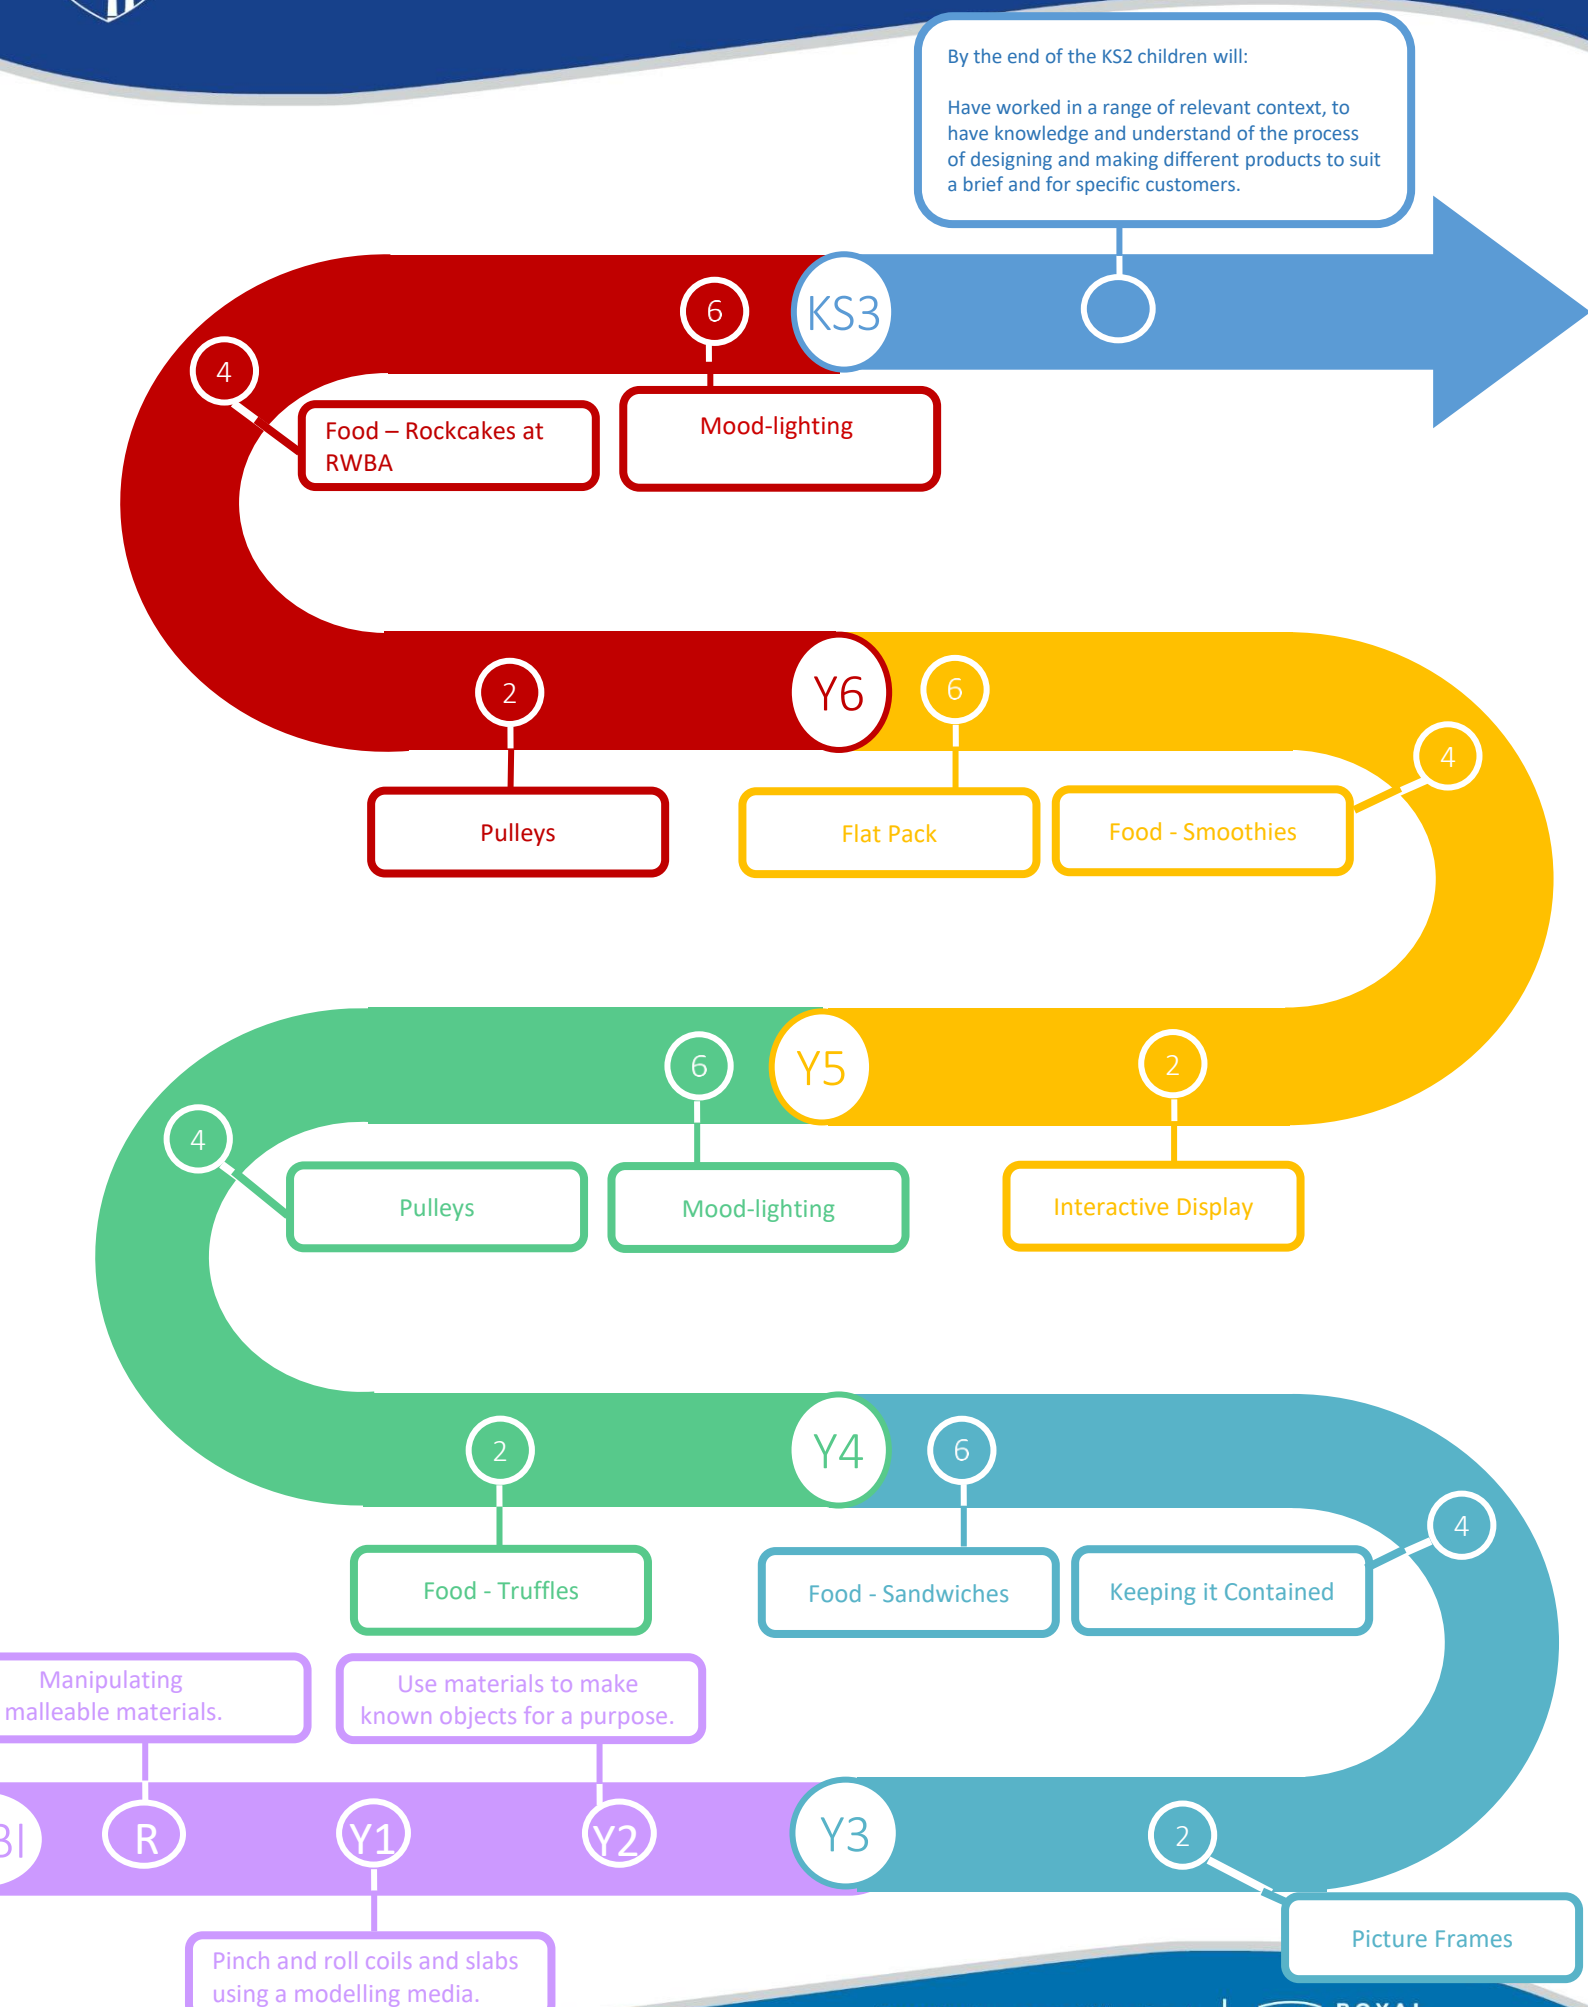 By the end of the KS2 children will:
Have worked in a range of relevant context, to
have knowledge and understand of the process
of designing and making different products to suit
a brief and for specific customers.
6
KS3
4
Food – Rockcakes at
RWBA
Mood-lighting
2
Y6
6
4
Pulleys
Flat Pack
Food - Smoothies
6
Y5
2
4
Pulleys
Mood-lighting
Interactive Display
2
Y4
6
4
Food - Truffles
Food - Sandwiches
Keeping it Contained
Manipulating
malleable materials.
Use materials to make
known objects for a purpose.
R
Y1
Y2
Y3
2
Pinch and roll coils and slabs
using a modelling media.
Picture Frames